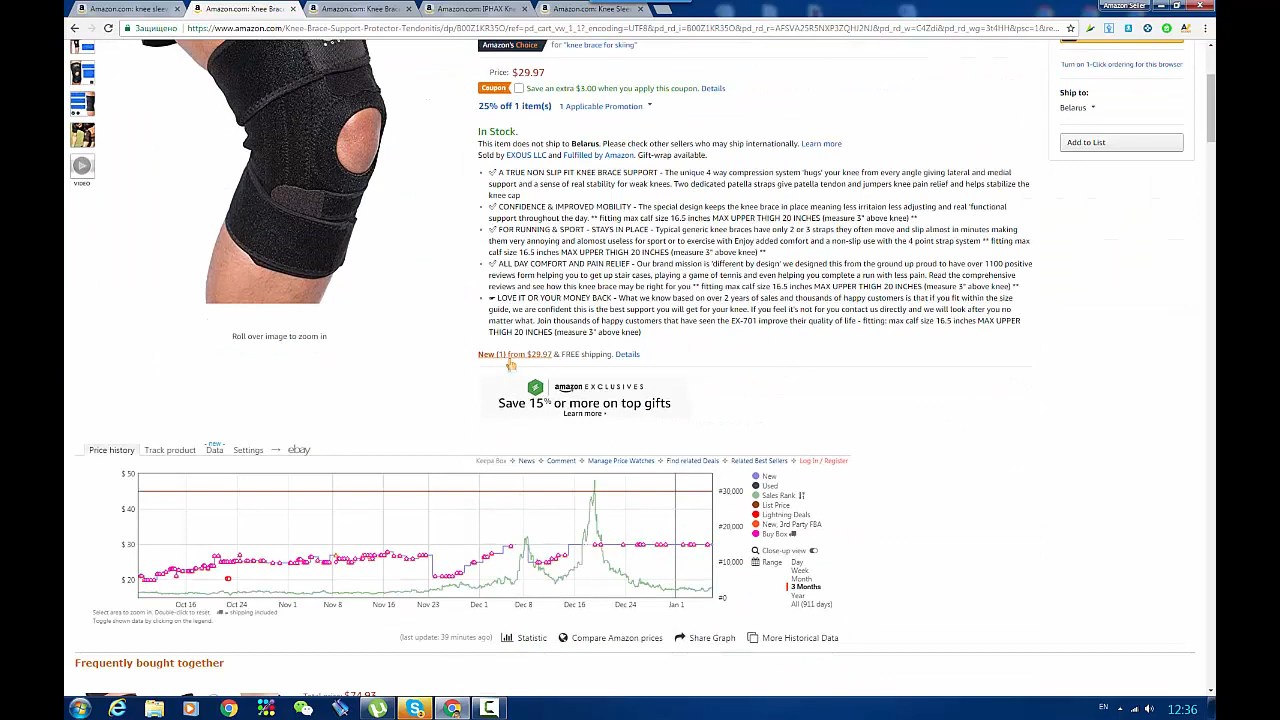 Amazon.com: knee sleev
Amazon.com: Knee Brac
Amazon.com: Knee Brac
Amazon.com: IPHAX Kn
Amazon.com: Knee Sleev
Amazon Seller
Защищено
https://www.amazon.com/Knee-Brace-Support-Protector-Tendonitis/dp/B00Z1KR35O/ref=pd_cart_vw_1_1?_encoding=UTF8&pd_rd_i=B00Z1KR35O&pd_rd_r=AFSVA25R5NXP3ZQHJ2NJ&pd_rd_w=C4Zdi&pd_rd_wg=3t4HH&psc=1&re...
Amazon's Choice for "knee brace for skiing"
Price: $29.97
Coupon Save an extra $3.00 when you apply this coupon. Details
25% off 1 item(s) 1 Applicable Promotion
In Stock.
This item does not ship to Belarus. Please check other sellers who may ship internationally. Learn more
Sold by EXOUS LLC and Fulfilled by Amazon. Gift-wrap available.
A TRUE NON SLIP FIT KNEE BRACE SUPPORT - The unique 4 way compression system 'hugs' your knee from every angle giving lateral and medial
support and a sense of real stability for weak knees. Two dedicated patella straps give patella tendon and jumpers knee pain relief and helps stabilize the
knee cap
CONFIDENCE & IMPROVED MOBILITY - The special design keeps the knee brace in place meaning less irritaion less adjusting and real 'functional
support throughout the day. ** fitting max calf size 16.5 inches MAX UPPER THIGH 20 INCHES (measure 3" above knee) **
FOR RUNNING & SPORT - STAYS IN PLACE - Typical generic knee braces have only 2 or 3 straps they often move and slip almost in minutes making
them very annoying and alomost useless for sport or to exercise with Enjoy added comfort and a non-slip use with the 4 point strap system ** fitting max
calf size 16.5 inches MAX UPPER THIGH 20 INCHES (measure 3" above knee) **
ALL DAY COMFORT AND PAIN RELIEF - Our brand mission is 'different by design' we designed this from the ground up proud to have over 1100 positive
reviews form helping you to get up stair cases, playing a game of tennis and even helping you complete a run with less pain. Read the comprehensive
reviews and see how this knee brace may be right for you ** fitting max calf size 16.5 inches MAX UPPER THIGH 20 INCHES (measure 3" above knee) **
LOVE IT OR YOUR MONEY BACK - What we know based on over 2 years of sales and thousands of happy customers is that if you fit within the size
guide, we are confident this is the best support you will get for your knee. If you feel it's not for you contact us directly and we will look after you no
matter what. Join thousands of happy customers that have seen the EX-701 improve their quality of life - fitting: max calf size 16.5 inches MAX UPPER
THIGH 20 INCHES (measure 3" above knee)
New (1) from $29.97 & FREE shipping. Details
amazon EXCLUSIVES
Save 15% or more on top gifts
Learn more
Turn on 1-Click ordering for this browser
Ship to:
Belarus
Add to List
VIDEO
Roll over image to zoom in
Price history Track product Data Settings ebay
new
Keepa Box News Comment Manage Price Watches Find related Deals Related Best Sellers Log In / Register
$ 50
$ 40
$ 30
$ 20
#30,000
#20,000
#10,000
#0
Oct 16 Oct 24 Nov 1 Nov 8 Nov 16 Nov 23 Dec 1 Dec 8 Dec 16 Dec 24 Jan 1
New
Used
Sales Rank
List Price
Lightning Deals
New, 3rd Party FBA
Buy Box
Close-up view
Range Day
Week
Month
3 Months
Year
All (911 days)
Select area to zoom in. Double-click to reset. = shipping included
Toggle shown data by clicking on the legend.
(last update: 39 minutes ago) Statistic Compare Amazon prices Share Graph More Historical Data
Frequently bought together
Total price: $74.93
EN 12:36